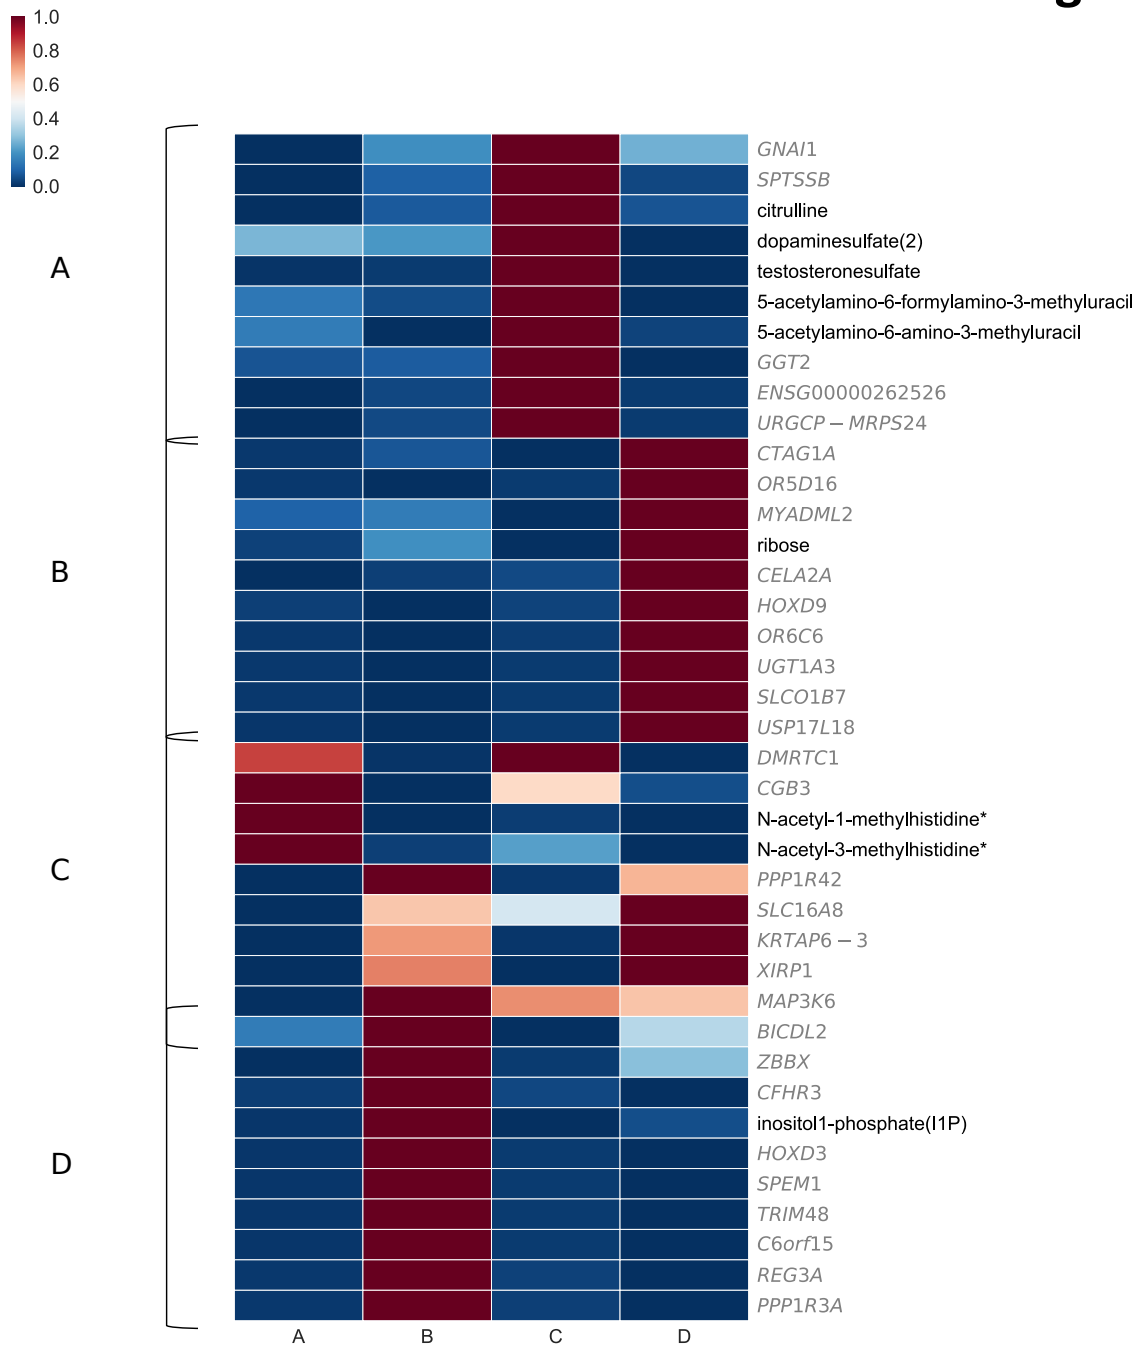 g
1.0
0.8
0.6
0.4
0.2
0.0
A
B
C
D
GNAI1
SPTSSB
citrulline
dopaminesulfate(2)
testosteronesulfate
5-acetylamino-6-formylamino-3-methyluracil
5-acetylamino-6-amino-3-methyluracil
GGT2
ENSG00000262526
URGCP – MRPS24
CTAG1A
OR5D16
MYADML2
ribose
CELA2A
HOXD9
OR6C6
UGT1A3
SLCO1B7
USP17L18
DMRTC1
CGB3
N-acetyl-1-methylhistidine*
N-acetyl-3-methylhistidine*
PPP1R42
SLC16A8
KRTAP6 – 3
XIRP1
MAP3K6
BICDL2
ZBBX
CFHR3
inositol1-phosphate(I1P)
HOXD3
SPEM1
TRIM48
C6orf15
REG3A
PPP1R3A
A B C D